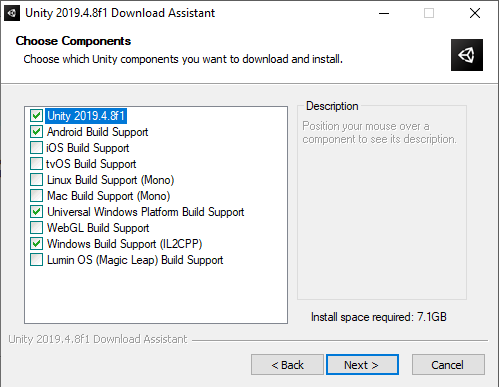 Unity 2019.4.8f1 Download Assistant
Choose Components
Choose which Unity components you want to download and install.
Unity 2019.4.8f1
Android Build Support
iOS Build Support
tvOS Build Support
Linux Build Support (Mono)
Mac Build Support (Mono)
Universal Windows Platform Build Support
WebGL Build Support
Windows Build Support (IL2CPP)
Lumin OS (Magic Leap) Build Support
Description
Position your mouse over a
component to see its description.
Install space required: 7.1GB
Unity 2019.4.8f1 Download Assistant
< Back
Next >
Cancel